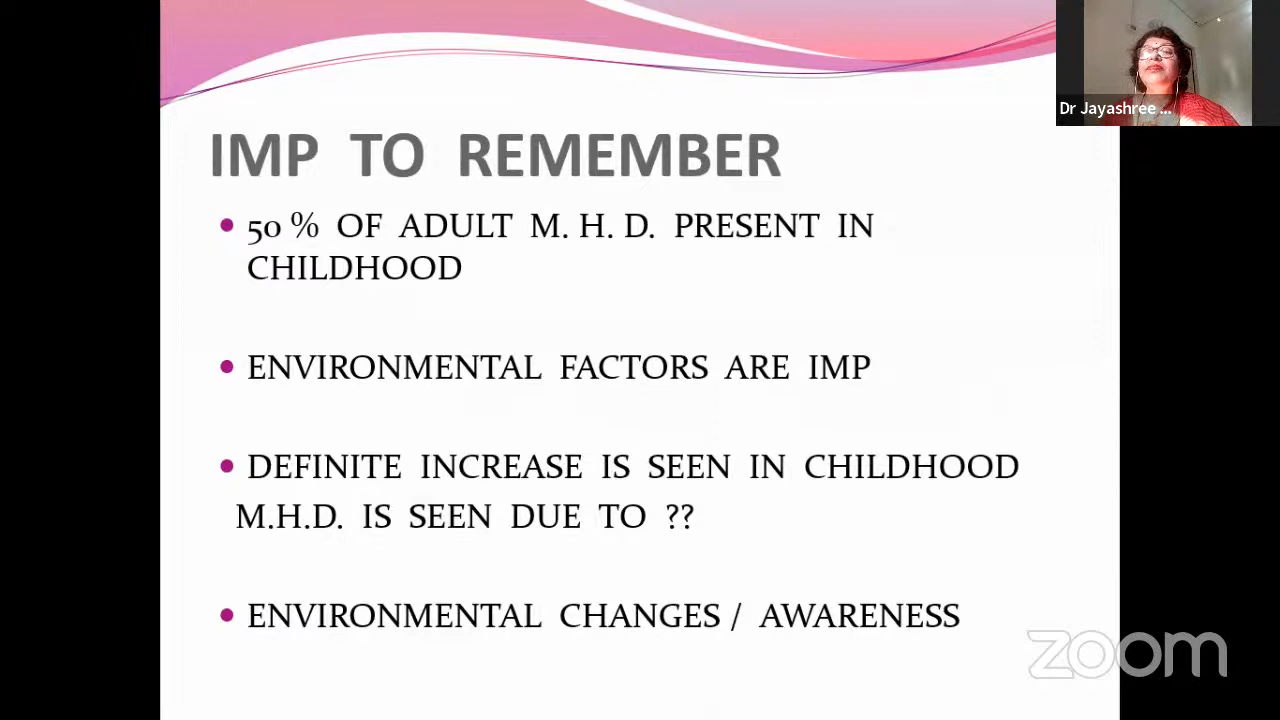 Dr Jayashree ...
IMP TO REMEMBER
• 50 % OF ADULT M. H. D. PRESENT IN
CHILDHOOD
• ENVIRONMENTAL FACTORS ARE IMP
• DEFINITE INCREASE IS SEEN IN CHILDHOOD
M.H.D. IS SEEN DUE TO ??
• ENVIRONMENTAL CHANGES / AWARENESS
zoom